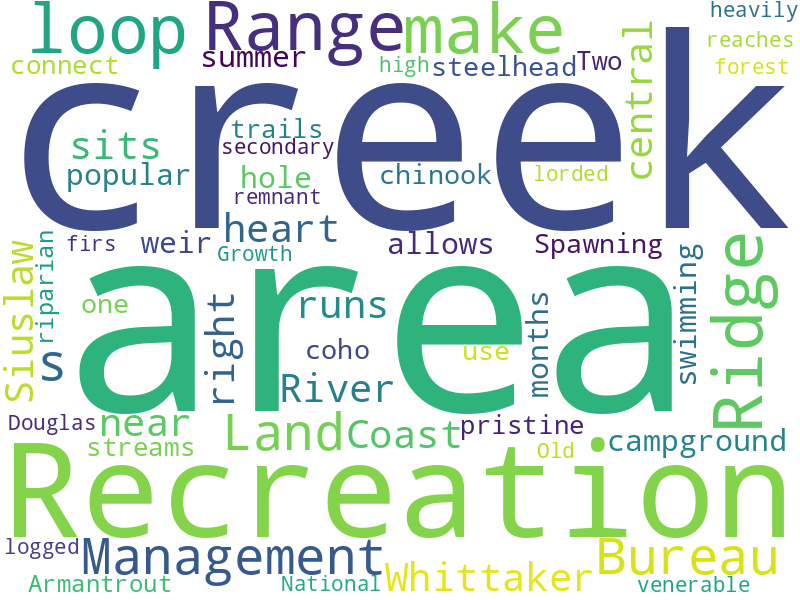 loop Range make heavily
connect summer high steelhead Two central reaches
forest
creek
sits trails
popular secondary chinook lorded
hole
remnant
heart
firs weir Growth allows Spawning
Siuslaw riparian area Ridge
one runs right months swimming
s coho use
River
Douglas near Land Coast pristine
streams Old campground
Recreation
logged Management Bureau
Armantrout National Whittaker venerable